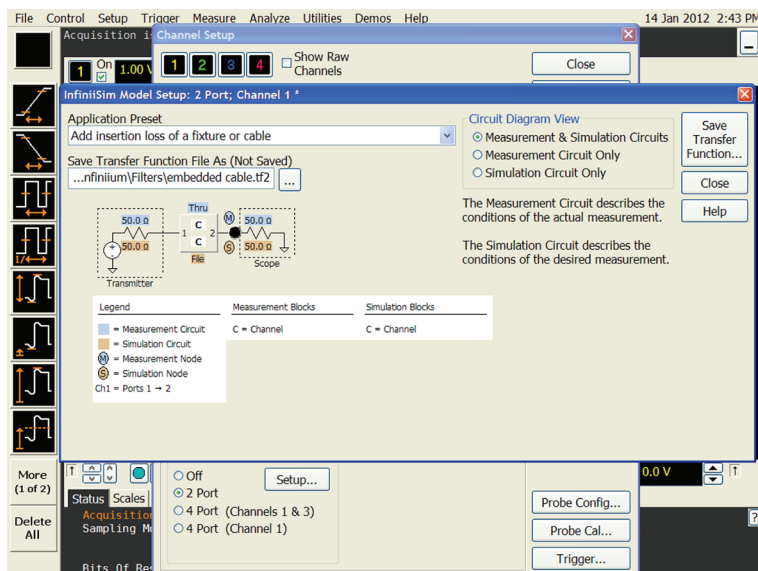 File Control Setup Trigger Measure Analyze Utilities Demos Help 14 Jan 2012 2:43 PM
Acquisition is
Channel Setup
1 On 1.00 V
1 2 3 4 Show Raw Channels
Close
InfiniiSim Model Setup: 2 Port; Channel 1 *
Application Preset
Add insertion loss of a fixture or cable
Save Transfer Function File As (Not Saved)
...nfiniium\Filters\embedded cable.tf2 ...
Circuit Diagram View
Measurement & Simulation Circuits
Measurement Circuit Only
Simulation Circuit Only
Save Transfer Function...
Close
Help
The Measurement Circuit describes the
conditions of the actual measurement.
The Simulation Circuit describes the
conditions of the desired measurement.
Thru
50.0 Ω C M 50.0 Ω
1 2
50.0 Ω C S 50.0 Ω
File
Transmitter
Scope
Legend Measurement Blocks Simulation Blocks
= Measurement Circuit C = Channel C = Channel
= Simulation Circuit
M = Measurement Node
S = Simulation Node
Ch1 = Ports 1 → 2
1/
More
(1 of 2)
Delete
All
0.0 V
Off
2 Port
4 Port (Channels 1 & 3)
4 Port (Channel 1)
Setup...
Probe Config...
Probe Cal...
Trigger...
Status Scales
Acquisition
Sampling Mo
Bits Of Res
?